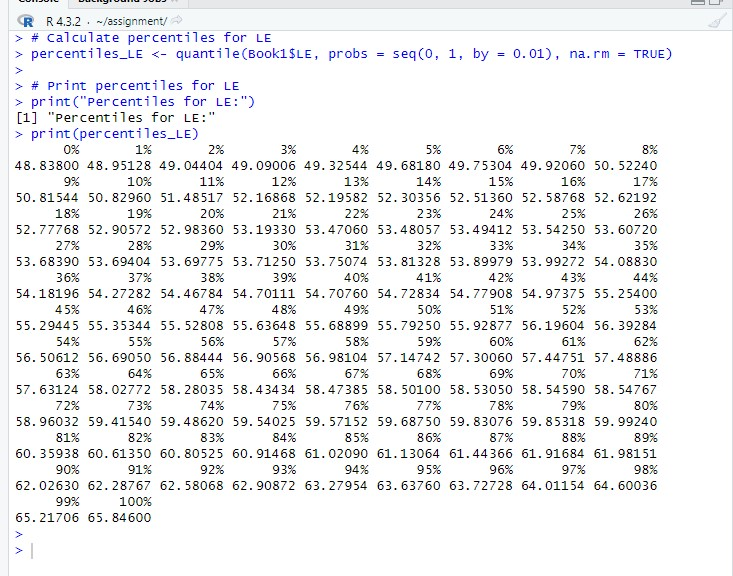 R 4.3.2 · ~/assignment/
> # Calculate percentiles for LE
> percentiles_LE <- quantile(Book1$LE, probs = seq(0, 1, by = 0.01), na.rm = TRUE)
>
> # Print percentiles for LE
> print("Percentiles for LE:")
[1] "Percentiles for LE:"
> print(percentiles_LE)
0% 1% 2% 3% 4% 5% 6% 7% 8%
48.83800 48.95128 49.04404 49.09006 49.32544 49.68180 49.75304 49.92060 50.52240
9% 10% 11% 12% 13% 14% 15% 16% 17%
50.81544 50.82960 51.48517 52.16868 52.19582 52.30356 52.51360 52.58768 52.62192
18% 19% 20% 21% 22% 23% 24% 25% 26%
52.77768 52.90572 52.98360 53.19330 53.47060 53.48057 53.49412 53.54250 53.60720
27% 28% 29% 30% 31% 32% 33% 34% 35%
53.68390 53.69404 53.69775 53.71250 53.75074 53.81328 53.89979 53.99272 54.08830
36% 37% 38% 39% 40% 41% 42% 43% 44%
54.18196 54.27282 54.46784 54.70111 54.70760 54.72834 54.77908 54.97375 55.25400
45% 46% 47% 48% 49% 50% 51% 52% 53%
55.29445 55.35344 55.52808 55.63648 55.68899 55.79250 55.92877 56.19604 56.39284
54% 55% 56% 57% 58% 59% 60% 61% 62%
56.50612 56.69050 56.88444 56.90568 56.98104 57.14742 57.30060 57.44751 57.48886
63% 64% 65% 66% 67% 68% 69% 70% 71%
57.63124 58.02772 58.28035 58.43434 58.47385 58.50100 58.53050 58.54590 58.54767
72% 73% 74% 75% 76% 77% 78% 79% 80%
58.96032 59.41540 59.48620 59.54025 59.57152 59.68750 59.83076 59.85318 59.99240
81% 82% 83% 84% 85% 86% 87% 88% 89%
60.35938 60.61350 60.80525 60.91468 61.02090 61.13064 61.44366 61.91684 61.98151
90% 91% 92% 93% 94% 95% 96% 97% 98%
62.02630 62.28767 62.58068 62.90872 63.27954 63.63760 63.72728 64.01154 64.60036
99% 100%
65.21706 65.84600
>
>